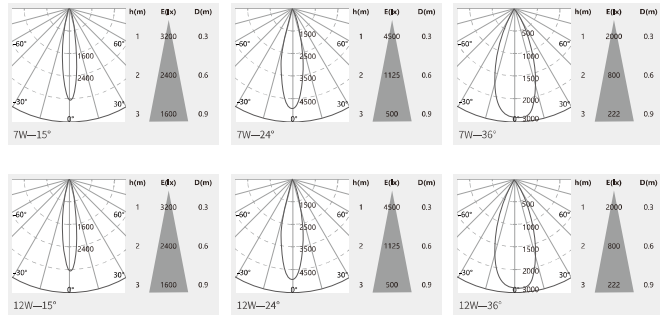 h(m) E(lx) D(m)
-60° 60° 1 3200 0.3
1600
2400 2 2400 0.6
-30° 30°
0° 3 1600 0.9
7W—15°
h(m) E(lx) D(m)
1500
-60° 60° 1 4500 0.3
2500
3500 2 1125 0.6
4500
-30° 30°
0° 3 500 0.9
7W—24°
h(m) E(lx) D(m)
500
-60° 60° 1 2000 0.3
1000
1500 2 800 0.6
2000
-30° 30°
0° 3000 3 222 0.9
7W—36°
h(m) E(lx) D(m)
-60° 60° 1 3200 0.3
1600
2400 2 2400 0.6
-30° 30°
0° 3 1600 0.9
12W—15°
h(m) E(lx) D(m)
1500
-60° 60° 1 4500 0.3
2500
3500 2 1125 0.6
4500
-30° 30°
0° 3 500 0.9
12W—24°
h(m) E(lx) D(m)
500
-60° 60° 1 2000 0.3
1000
1500 2 800 0.6
2000
-30° 30°
0° 3000 3 222 0.9
12W—36°